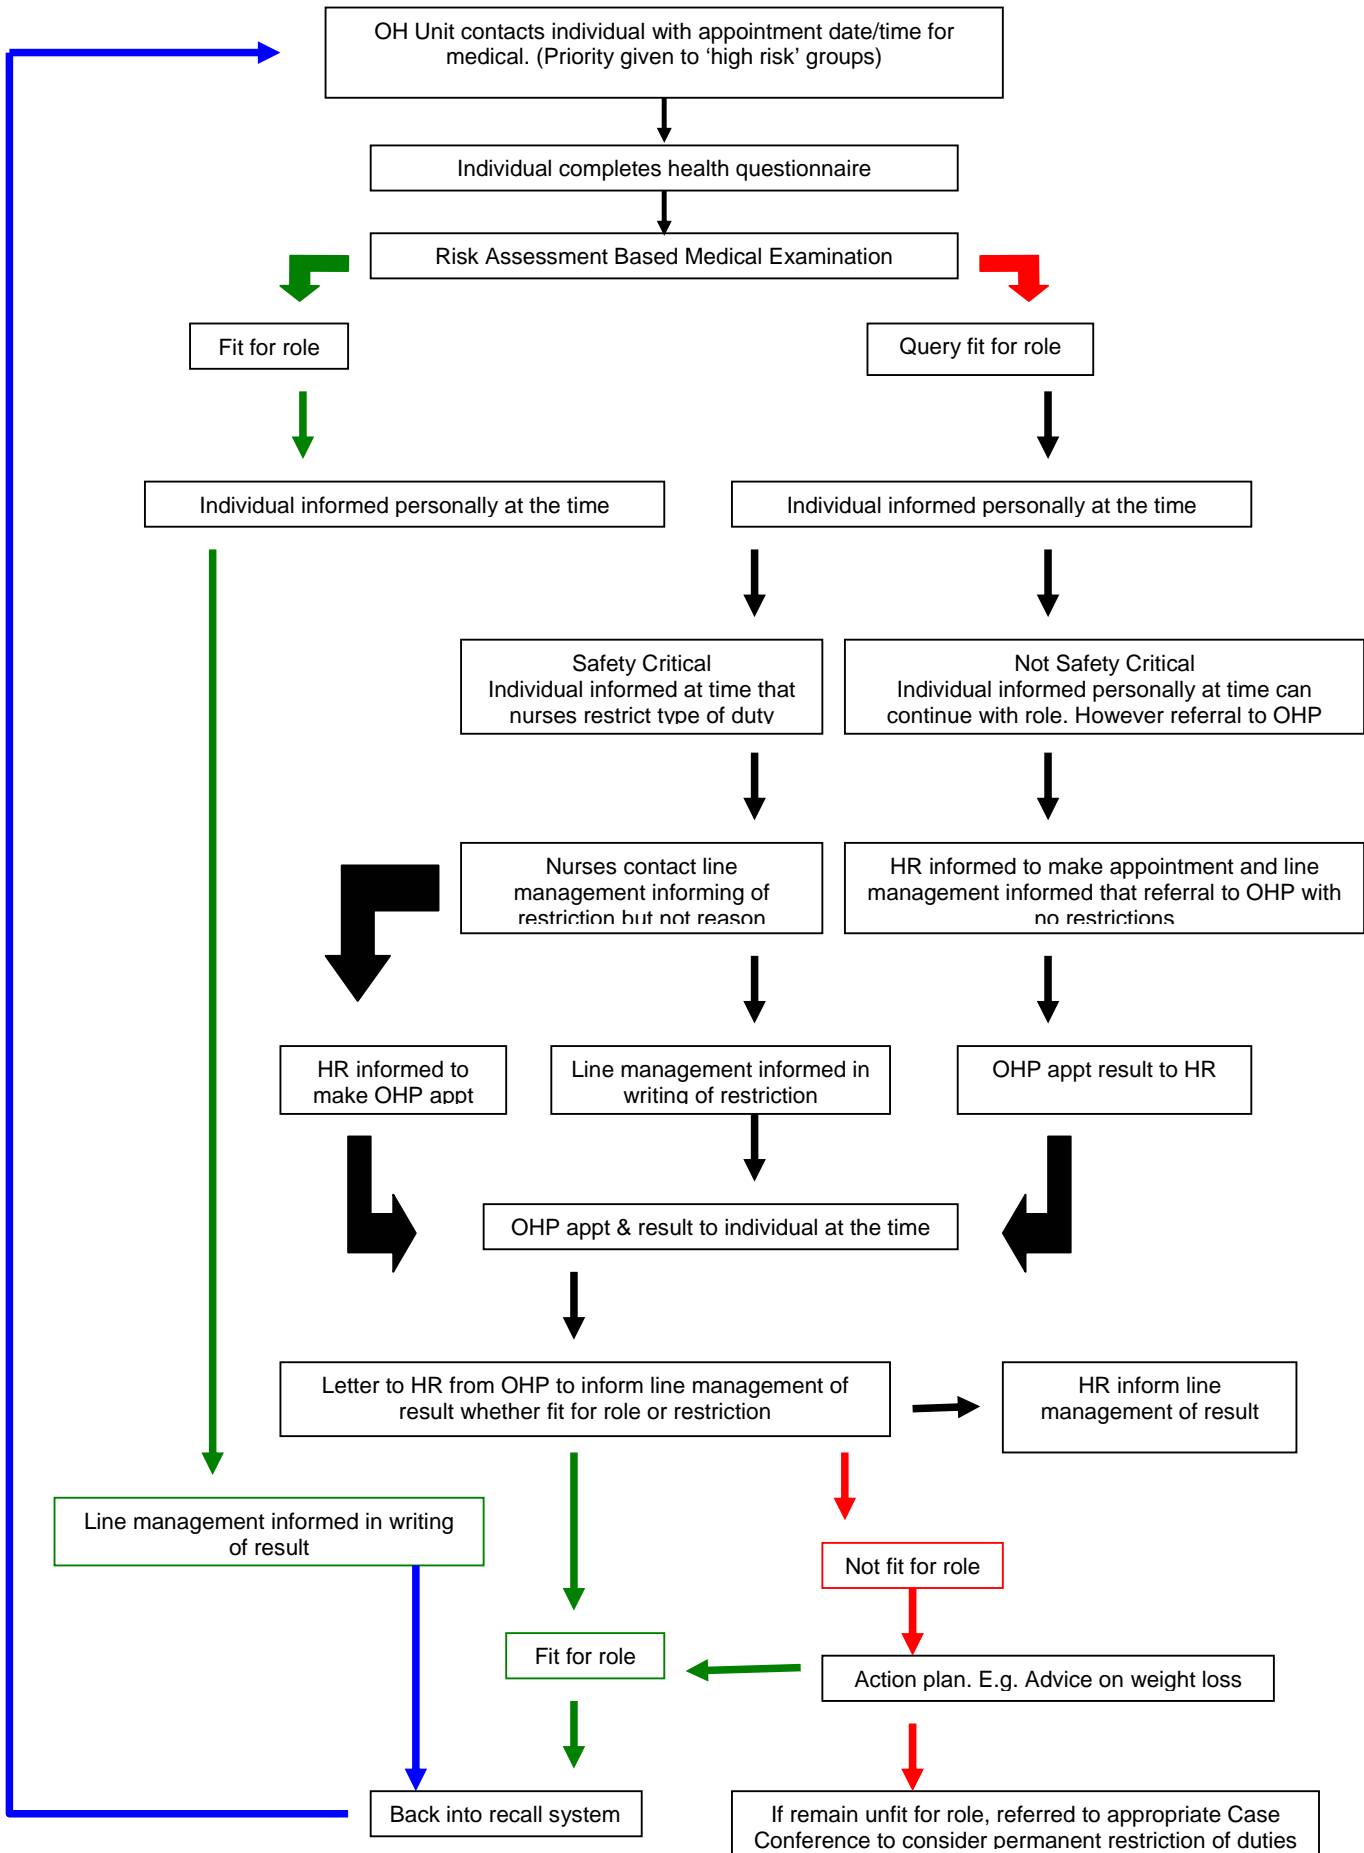 OH Unit contacts individual with appointment date/time for
medical. (Priority given to ‘high risk’ groups)
Individual completes health questionnaire
Risk Assessment Based Medical Examination
Fit for role
Query fit for role
Individual informed personally at the time
Individual informed personally at the time
Safety Critical
Individual informed at time that
nurses restrict type of duty
Not Safety Critical
Individual informed personally at time can
continue with role. However referral to OHP
Nurses contact line
management informing of
restriction but not reason
HR informed to make appointment and line
management informed that referral to OHP with
no restrictions
HR informed to
make OHP appt
Line management informed in
writing of restriction
OHP appt result to HR
OHP appt & result to individual at the time
Letter to HR from OHP to inform line management of
result whether fit for role or restriction
HR inform line
management of result
Line management informed in writing
of result
Not fit for role
Fit for role
Action plan. E.g. Advice on weight loss
Back into recall system
If remain unfit for role, referred to appropriate Case
Conference to consider permanent restriction of duties